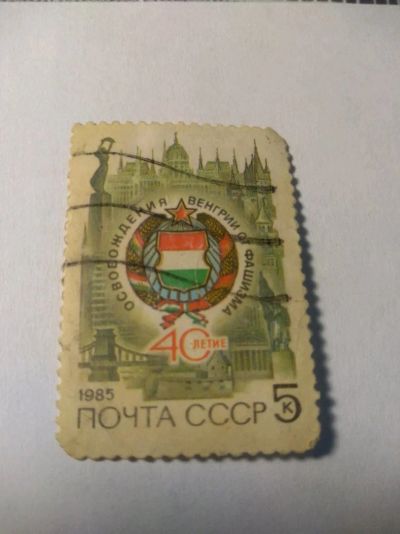 ОСВОБОЖДЕНИЯ ВЕНГРИИ ОТ ФАШИЗМА
40-ЛЕТИЕ
1985
ПОЧТА СССР 5 К